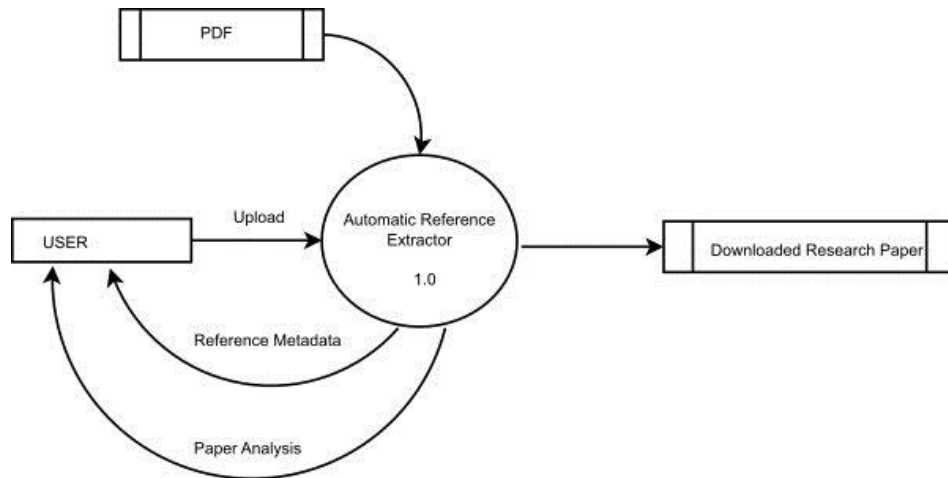 PDF
Upload
USER
Automatic Reference
Extractor
1.0
Downloaded Research Paper
Reference Metadata
Paper Analysis